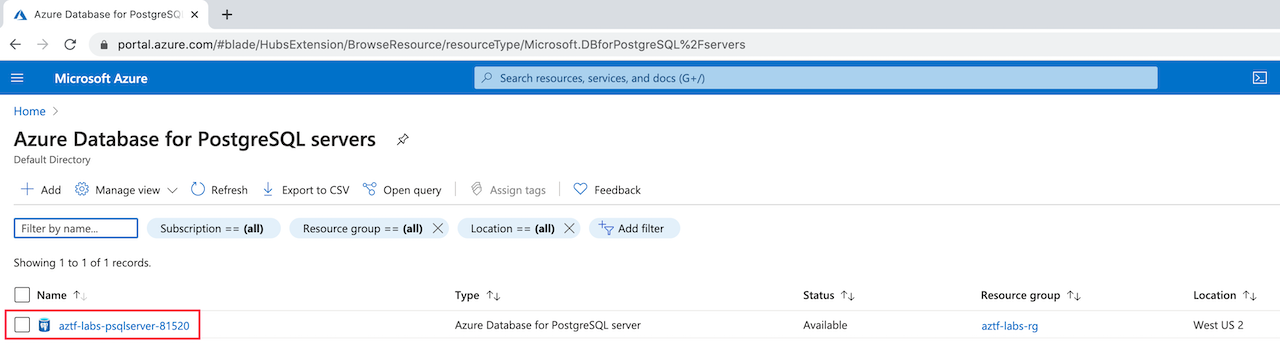 Azure Database for PostgreSQL
portal.azure.com/#blade/HubsExtension/BrowseResource/resourceType/Microsoft.DBforPostgreSQL%2Fservers
Microsoft Azure
Search resources, services, and docs (G+/)
Home
Azure Database for PostgreSQL servers
Default Directory
Add Manage view Refresh Export to CSV Open query Assign tags Feedback
Filter by name... Subscription == (all) Resource group == (all) Location == (all) Add filter
Showing 1 to 1 of 1 records.
Name Type Status Resource group Location
aztf-labs-psqlserver-81520 Azure Database for PostgreSQL server Available aztf-labs-rg West US 2